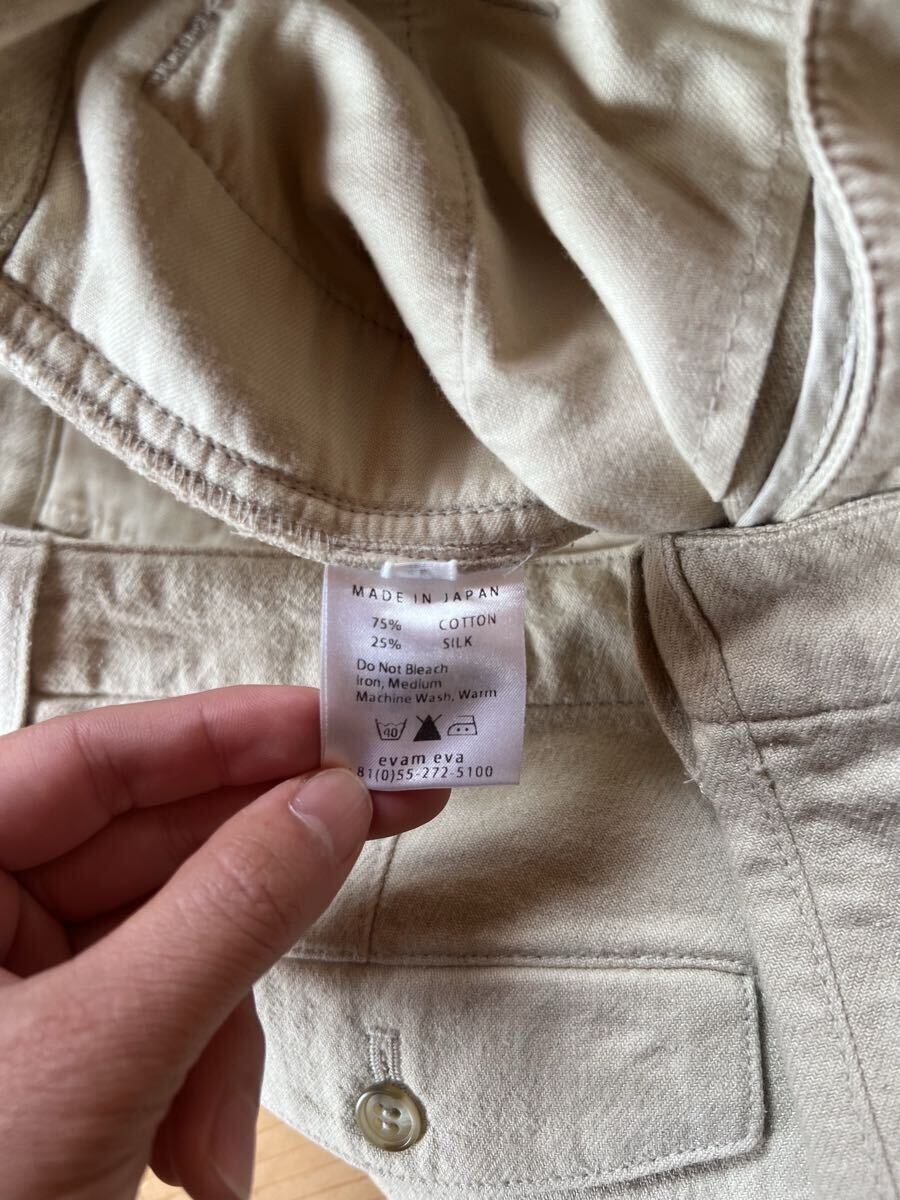 MADE IN JAPAN
75% COTTON
25% SILK
Do Not Bleach
Iron, Medium
Machine Wash, Warm
40
evam eva
81(0)55-272-5100